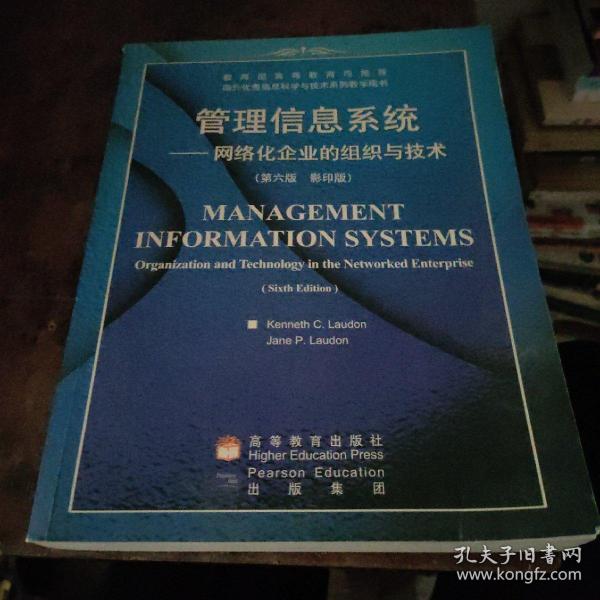 教育部高等教育司推荐
国外优秀信息科学与技术系列教学用书
管理信息系统
——网络化企业的组织与技术
(第六版 影印版)
MANAGEMENT
INFORMATION SYSTEMS
Organization and Technology in the Networked Enterprise
(Sixth Edition)
Kenneth C. Laudon
Jane P. Laudon
高等教育出版社
Higher Education Press
Pearson Education
出版集团
孔夫子旧书网
www.kongfz.com